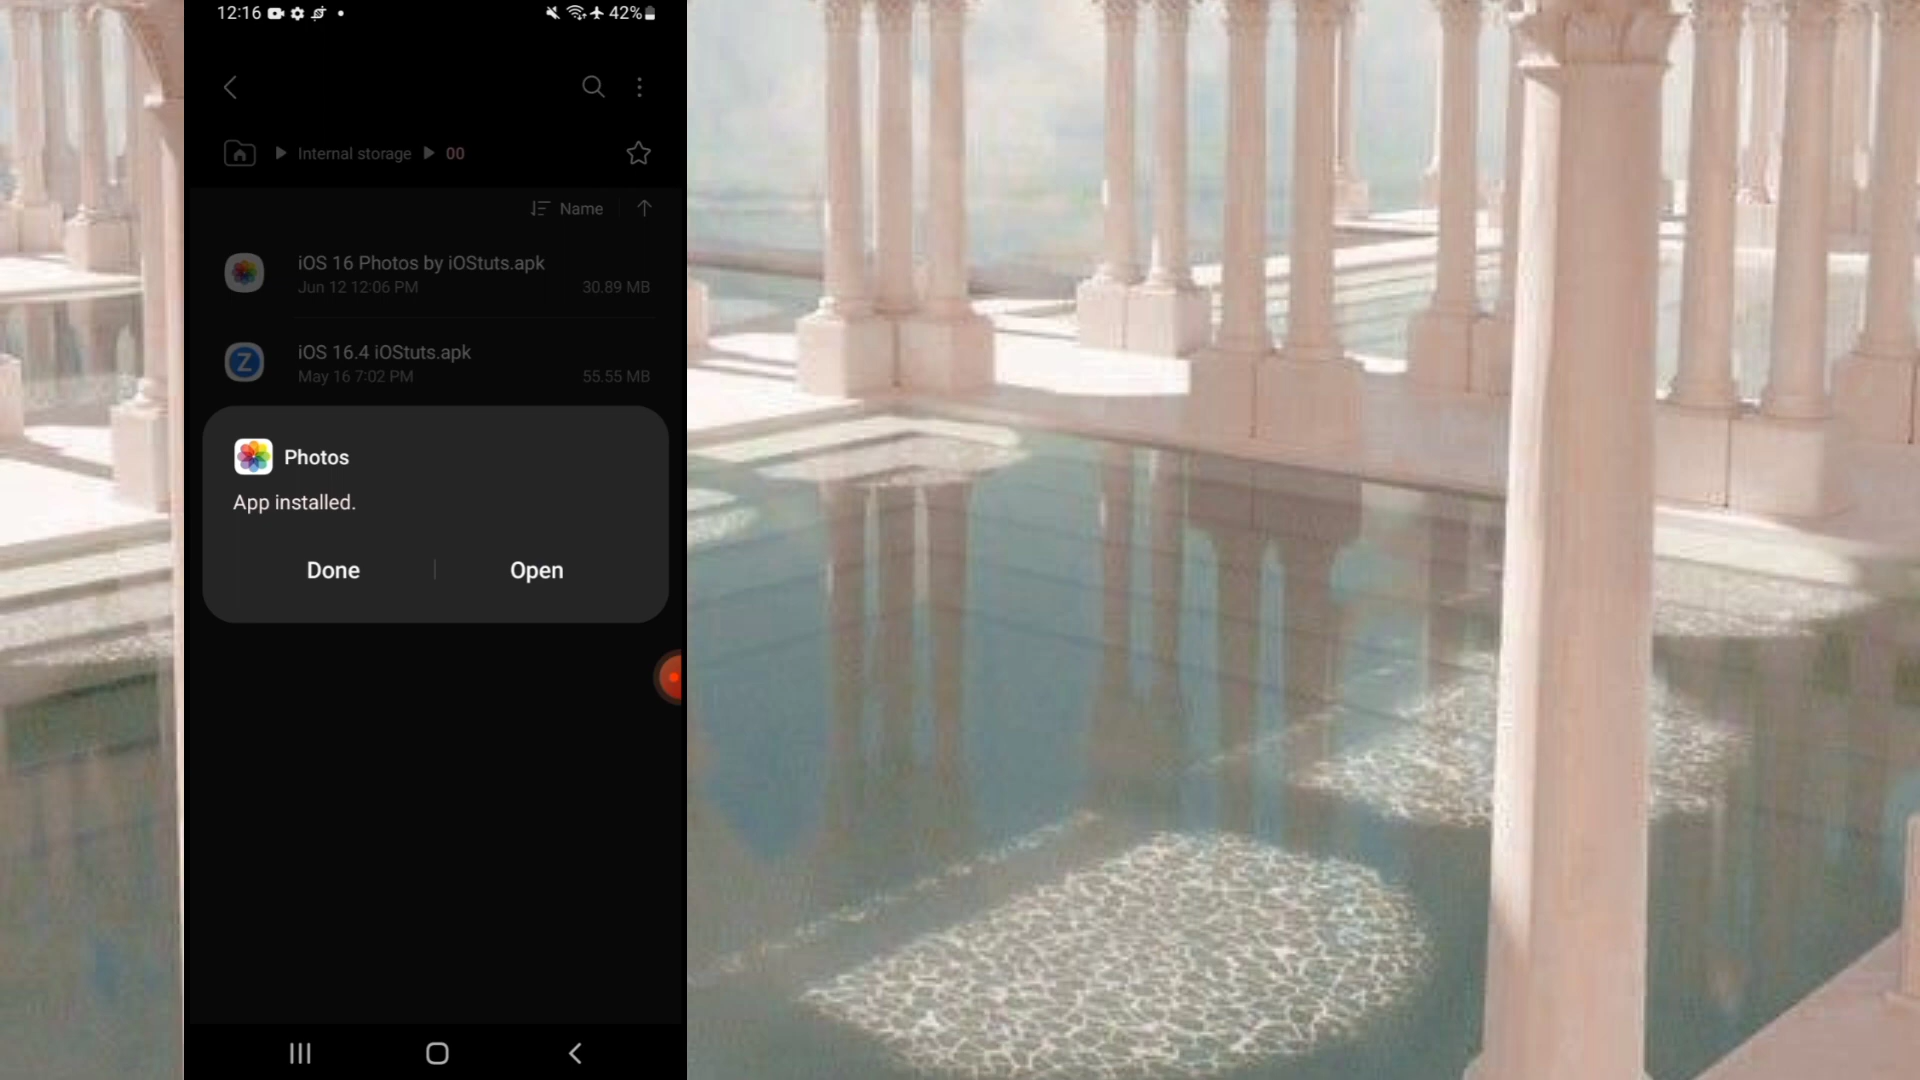 12:16 42%
Internal storage 00
Name
iOS 16 Photos by iOStuts.apk
Jun 12 12:06 PM 30.89 MB
Z iOS 16.4 iOStuts.apk
May 16 7:02 PM 55.55 MB
Photos
App installed.
Done Open